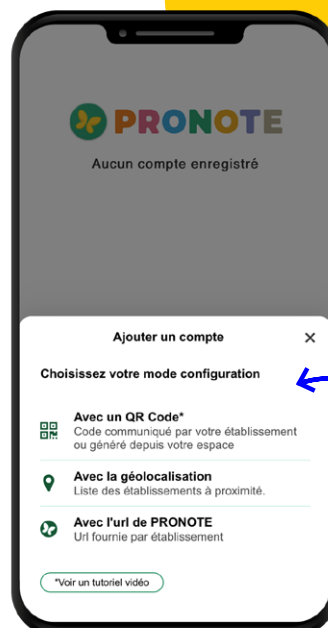 PRONOTE
Aucun compte enregistré
Ajouter un compte
Choisissez votre mode configuration
Avec un QR Code*
Code communiqué par votre établissement
ou généré depuis votre espace
Avec la géolocalisation
Liste des établissements à proximité.
Avec l'url de PRONOTE
Url fournie par établissement
*Voir un tutoriel vidéo